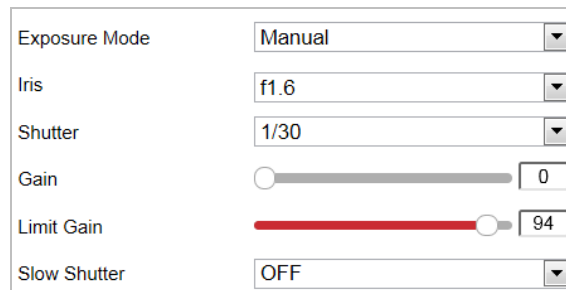 Exposure Mode Manual
Iris f1.6
Shutter 1/30
Gain 0
Limit Gain 94
Slow Shutter OFF